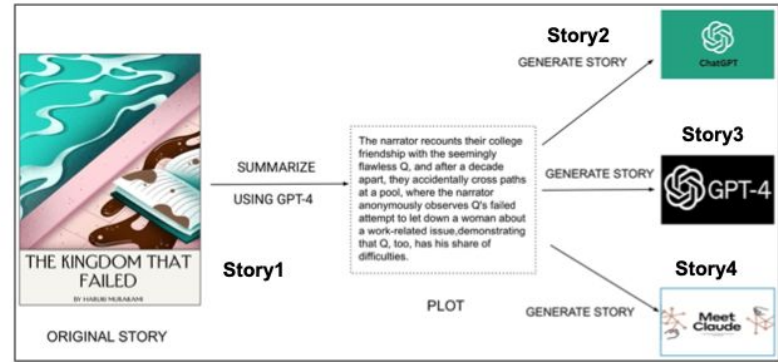 THE KINGDOM THAT
FAILED
BY HARUKI MURAKAMI
ORIGINAL STORY
Story1
SUMMARIZE
USING GPT-4
The narrator recounts their college
friendship with the seemingly
flawless Q, and after a decade
apart, they accidentally cross paths
at a pool, where the narrator
anonymously observes Q's failed
attempt to let down a woman about
a work-related issue,demonstrating
that Q, too, has his share of
difficulties.
PLOT
Story2
GENERATE STORY
ChatGPT
Story3
GENERATE STORY
GPT-4
Story4
GENERATE STORY
Meet
Claude